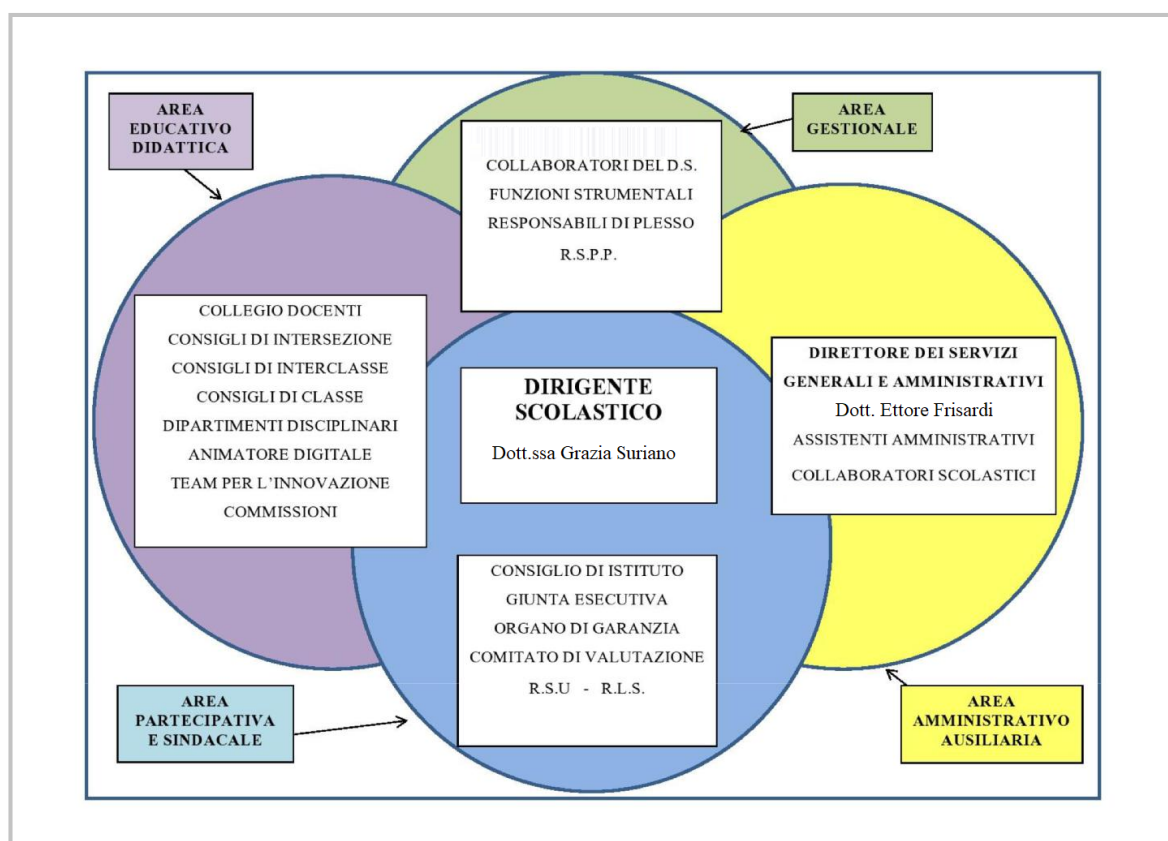 AREA
EDUCATIVO
DIDATTICA
AREA
GESTIONALE
COLLABORATORI DEL D.S.
FUNZIONI STRUMENTALI
RESPONSABILI DI PLESSO
R.S.P.P.
COLLEGIO DOCENTI
CONSIGLI DI INTERSEZIONE
CONSIGLI DI INTERCLASSE
CONSIGLI DI CLASSE
DIPARTIMENTI DISCIPLINARI
ANIMATORE DIGITALE
TEAM PER L’INNOVAZIONE
COMMISSIONI
DIRIGENTE
SCOLASTICO
Dott.ssa Grazia Suriano
DIRETTORE DEI SERVIZI
GENERALI E AMMINISTRATIVI
Dott. Ettore Frisardi
ASSISTENTI AMMINISTRATIVI
COLLABORATORI SCOLASTICI
CONSIGLIO DI ISTITUTO
GIUNTA ESECUTIVA
ORGANO DI GARANZIA
COMITATO DI VALUTAZIONE
R.S.U - R.L.S.
AREA
PARTECIPATIVA
E SINDACALE
AREA
AMMINISTRATIVO
AUSILIARIA